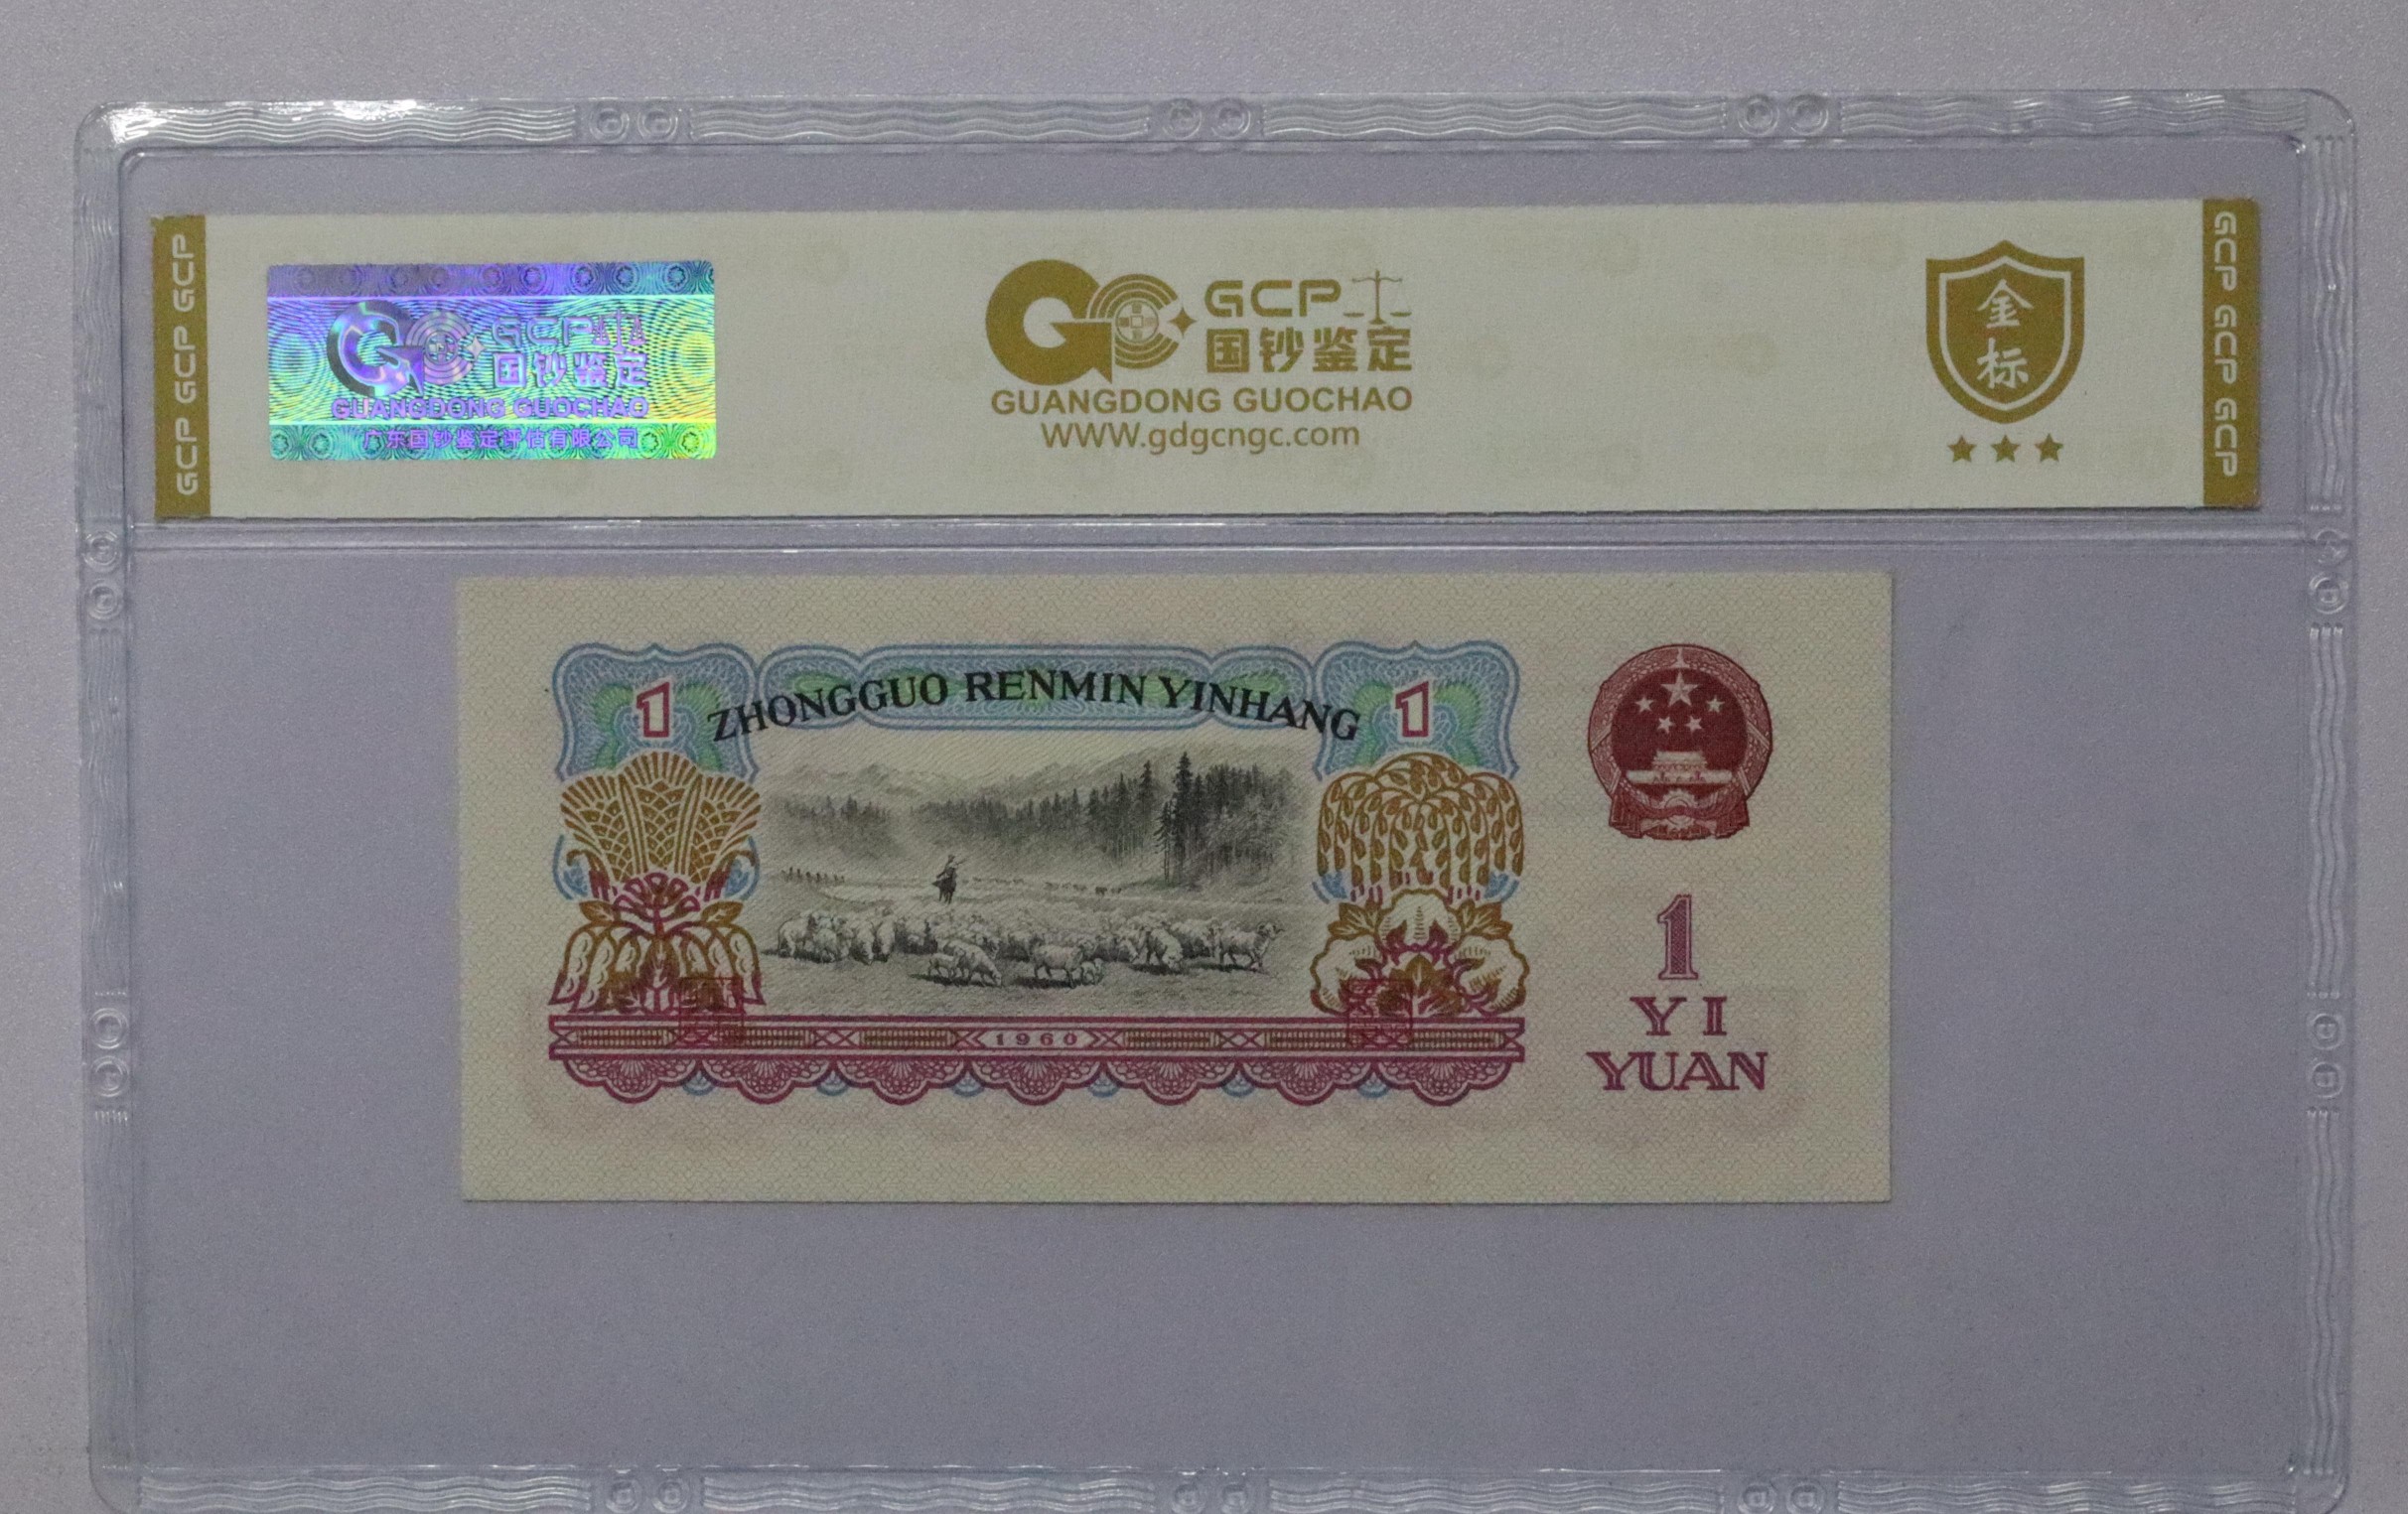 GCP GCP GCP
GCP国钞鉴定
GUANGDONG GUOCHAO
广东国钞鉴定评估有限公司
GCP
国钞鉴定
GUANGDONG GUOCHAO
WWW.gdgcngc.com
金标
GCP GCP GCP
1
ZHONGGUO RENMIN YINHANG
1
1960
1
YI
YUAN